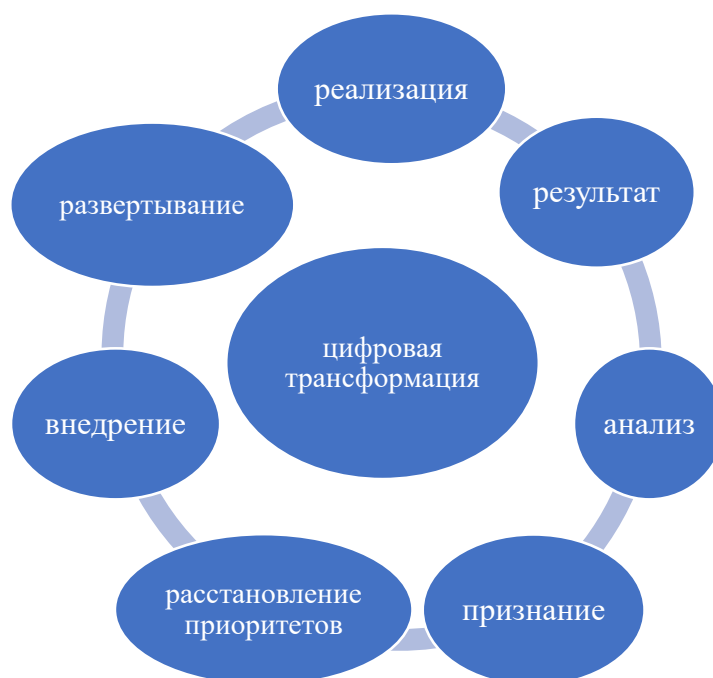 реализация
результат
развертывание
цифровая
трансформация
внедрение
анализ
расстановление
приоритетов
признание